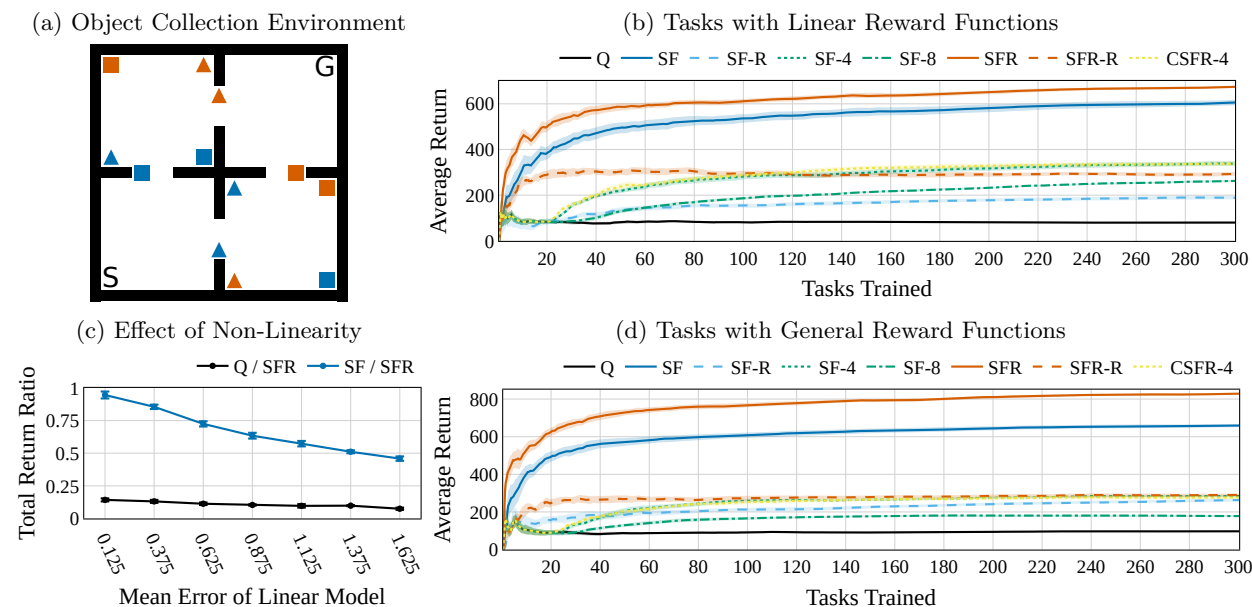 (a) Object Collection Environment
G
S
(b) Tasks with Linear Reward Functions
Q SF SF-R SF-4 SF-8 SFR SFR-R CSFR-4
Average Return
600
400
200
0
20 40 60 80 100 120 140 160 180 200 220 240 260 280 300
Tasks Trained
(c) Effect of Non-Linearity
Q / SFR SF / SFR
Total Return Ratio
1
0.75
0.5
0.25
0
0.125 0.375 0.625 0.875 1.125 1.375 1.625
Mean Error of Linear Model
(d) Tasks with General Reward Functions
Q SF SF-R SF-4 SF-8 SFR SFR-R CSFR-4
Average Return
800
600
400
200
0
20 40 60 80 100 120 140 160 180 200 220 240 260 280 300
Tasks Trained